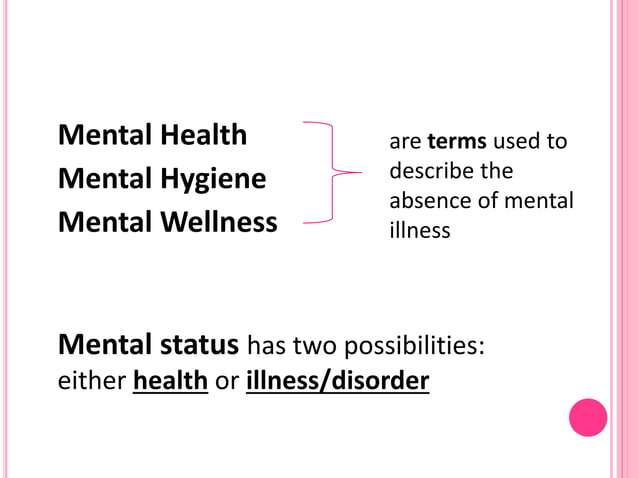 Mental Health
Mental Hygiene
Mental Wellness
are terms used to
describe the
absence of mental
illness
Mental status has two possibilities:
either health or illness/disorder